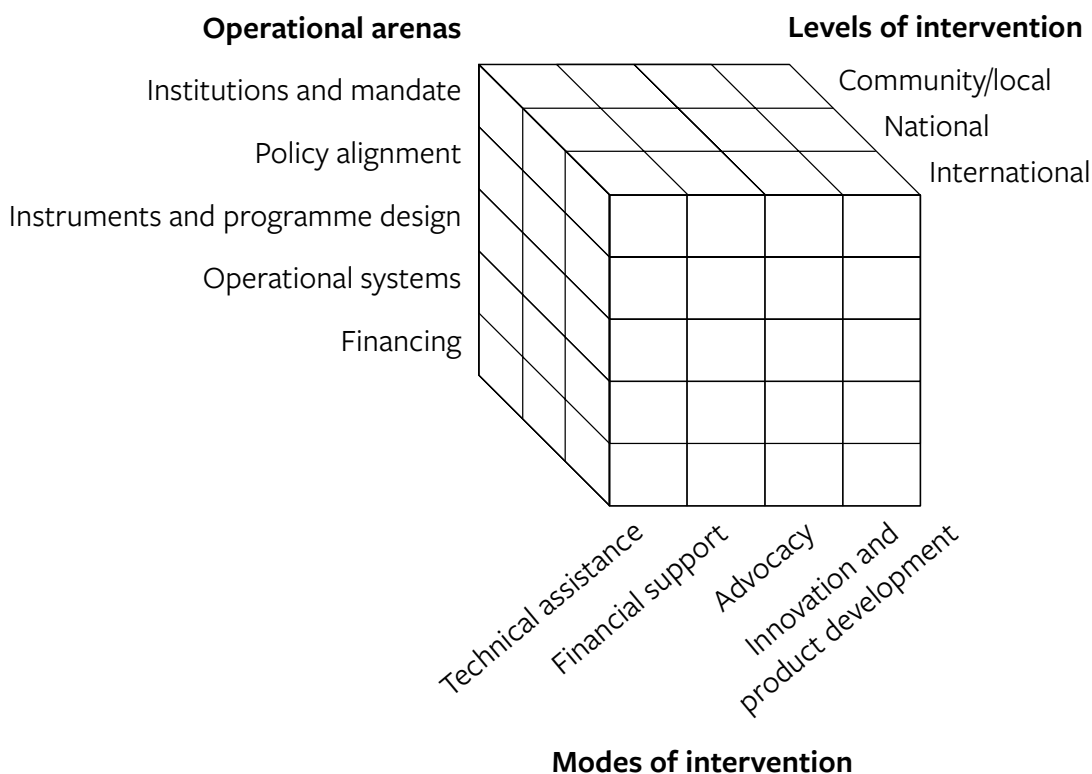 Operational arenas
Levels of intervention
Institutions and mandate
Policy alignment
Instruments and programme design
Operational systems
Financing
Community/local
National
International
Technical assistance
Financial support
Advocacy
Innovation and
product development
Modes of intervention